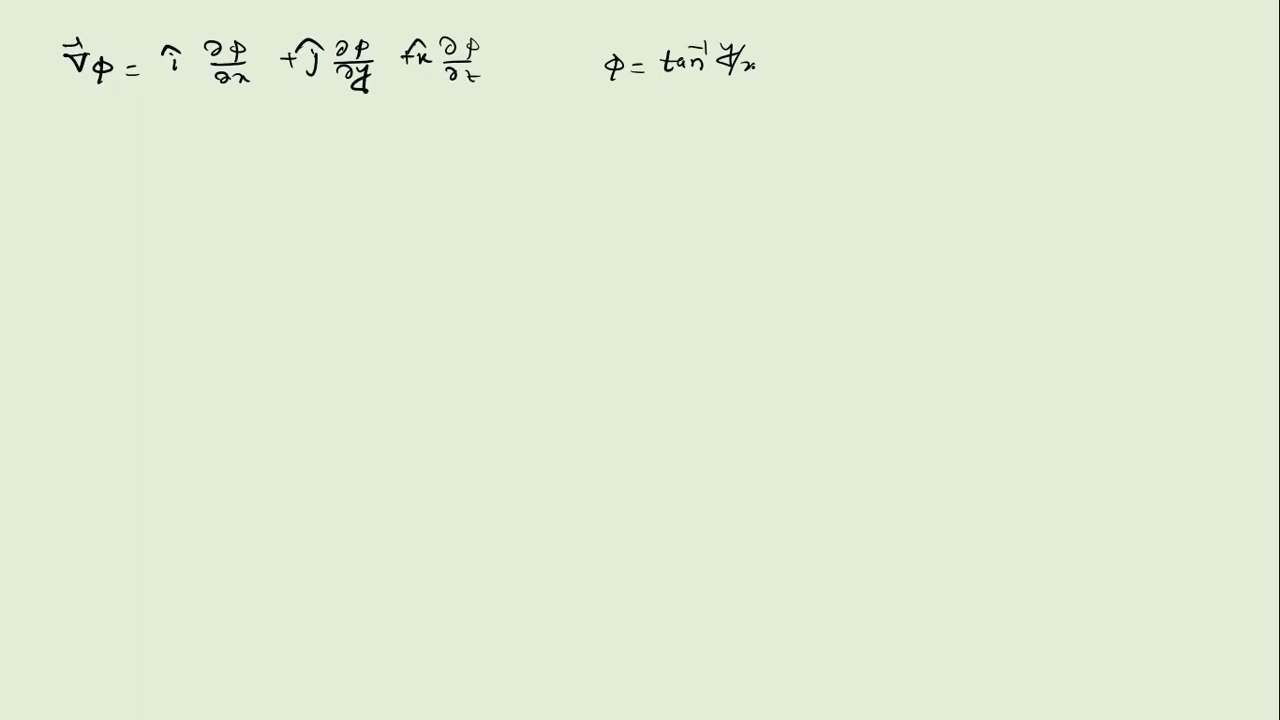 ∇⃗φ = î ∂φ/∂x + ĵ ∂φ/∂y + k̂ ∂φ/∂z φ = tan⁻¹ y/x